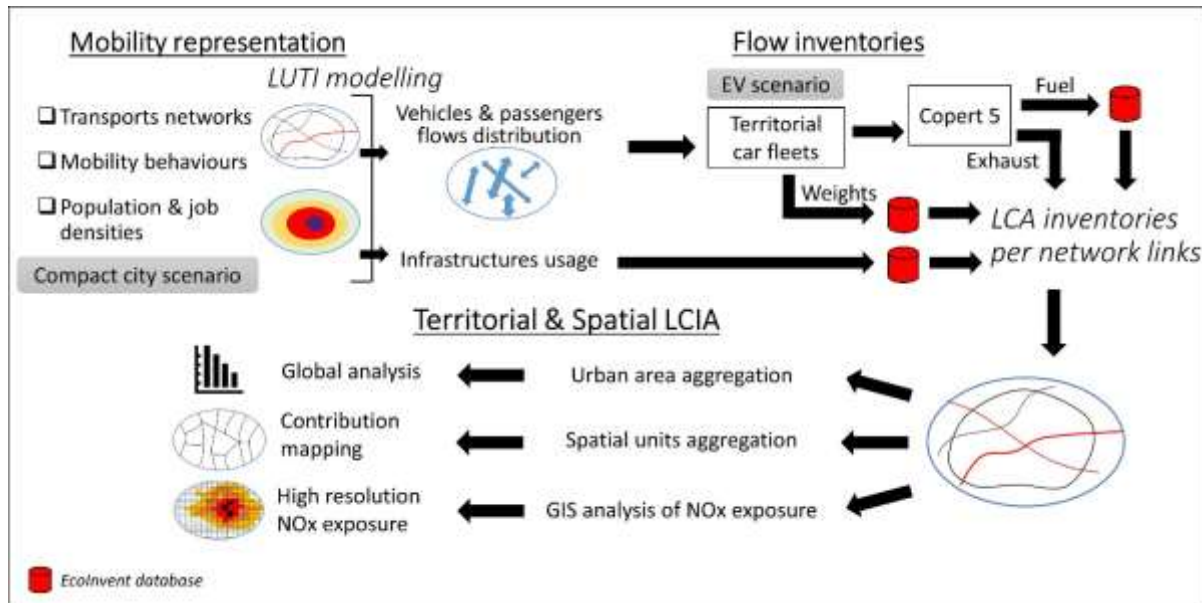 Mobility representation
LUTI modelling
Transports networks
Mobility behaviours
Population & job
densities
Compact city scenario
Vehicles & passengers
flows distribution
Infrastructures usage
Flow inventories
EV scenario
Territorial
car fleets
Copert 5
Fuel
Exhaust
Weights
LCA inventories
per network links
Territorial & Spatial LCIA
Global analysis
Urban area aggregation
Contribution
mapping
Spatial units aggregation
High resolution
NOx exposure
GIS analysis of NOx exposure
EcoInvent database